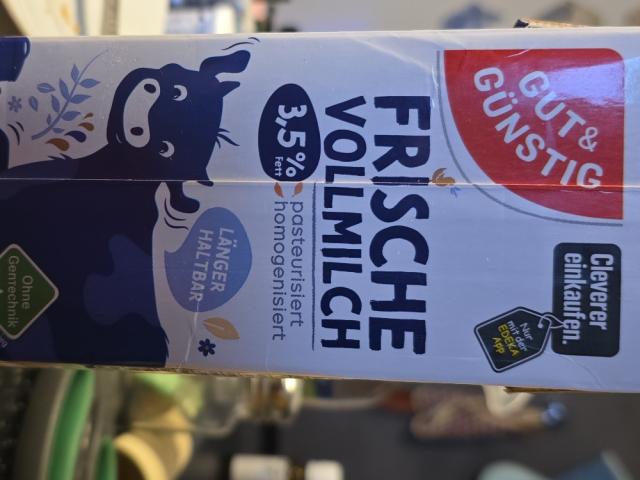 GUT&
GÜNSTIG
Cleverer
einkaufen.
Nur
mit der
EDEKA
App
FRISCHE
VOLLMILCH
3,5%
Fett
pasteurisiert
homogenisiert
LÄNGER
HALTBAR
Ohne
GenTechnik